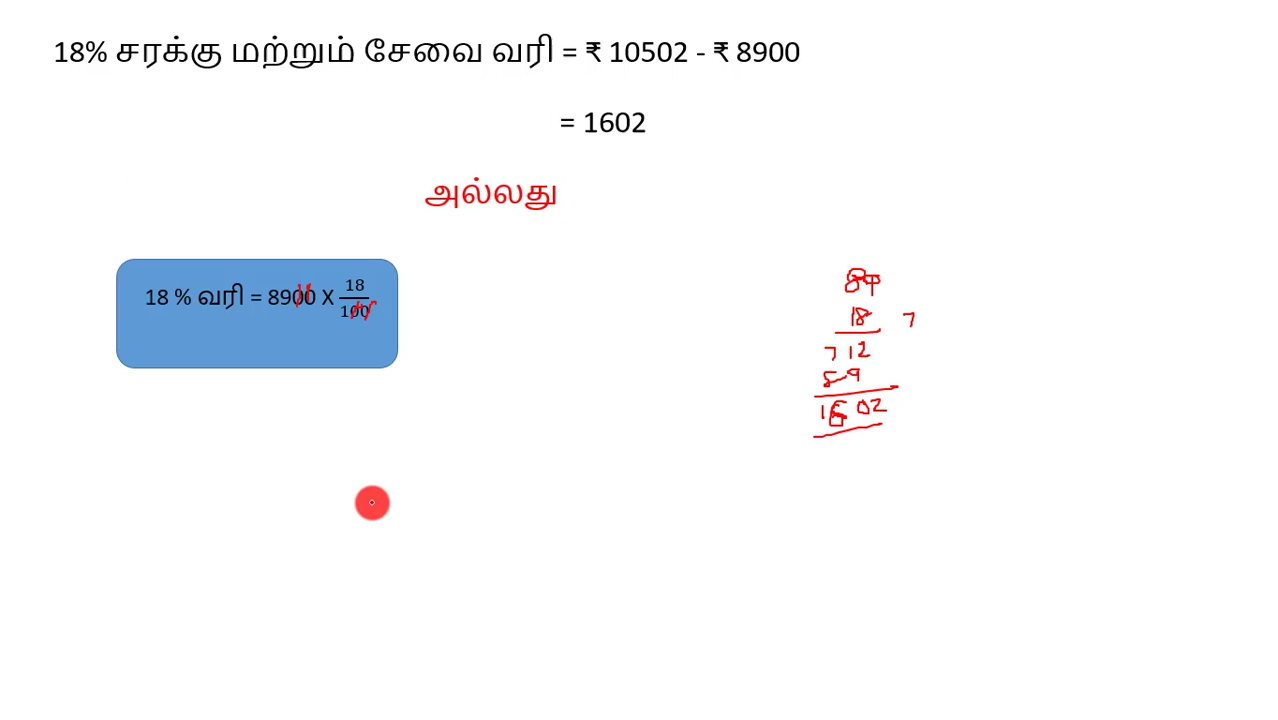 18% சரக்கு மற்றும் சேவை வரி = ₹ 10502 - ₹ 8900
= 1602
அல்லது
18 % வரி = 8900 X 18/100
89
18 7
712
89
1602